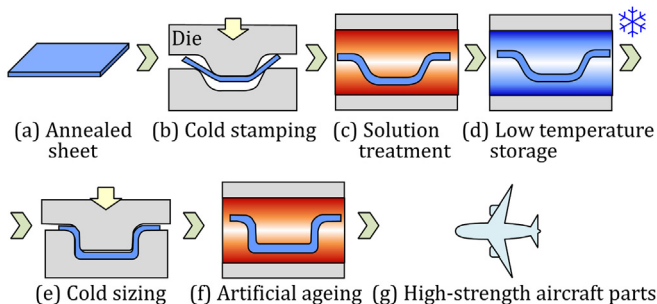 Die
(a) Annealed
sheet
(b) Cold stamping
(c) Solution
treatment
(d) Low temperature
storage
(e) Cold sizing
(f) Artificial ageing
(g) High-strength aircraft parts